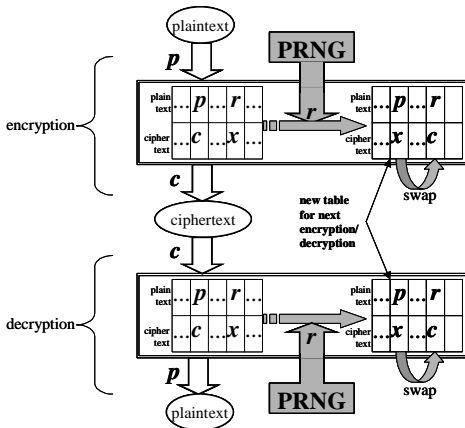 plaintext
p
PRNG
encryption
plain text
... p ... r ...
cipher text
... c ... x ...
r
plain text
... p ... r
cipher text
... x ... c
swap
c
ciphertext
new table
for next
encryption/
decryption
c
decryption
plain text
... p ... r ...
cipher text
... c ... x ...
r
plain text
... p ... r
cipher text
... x ... c
swap
p
PRNG
plaintext